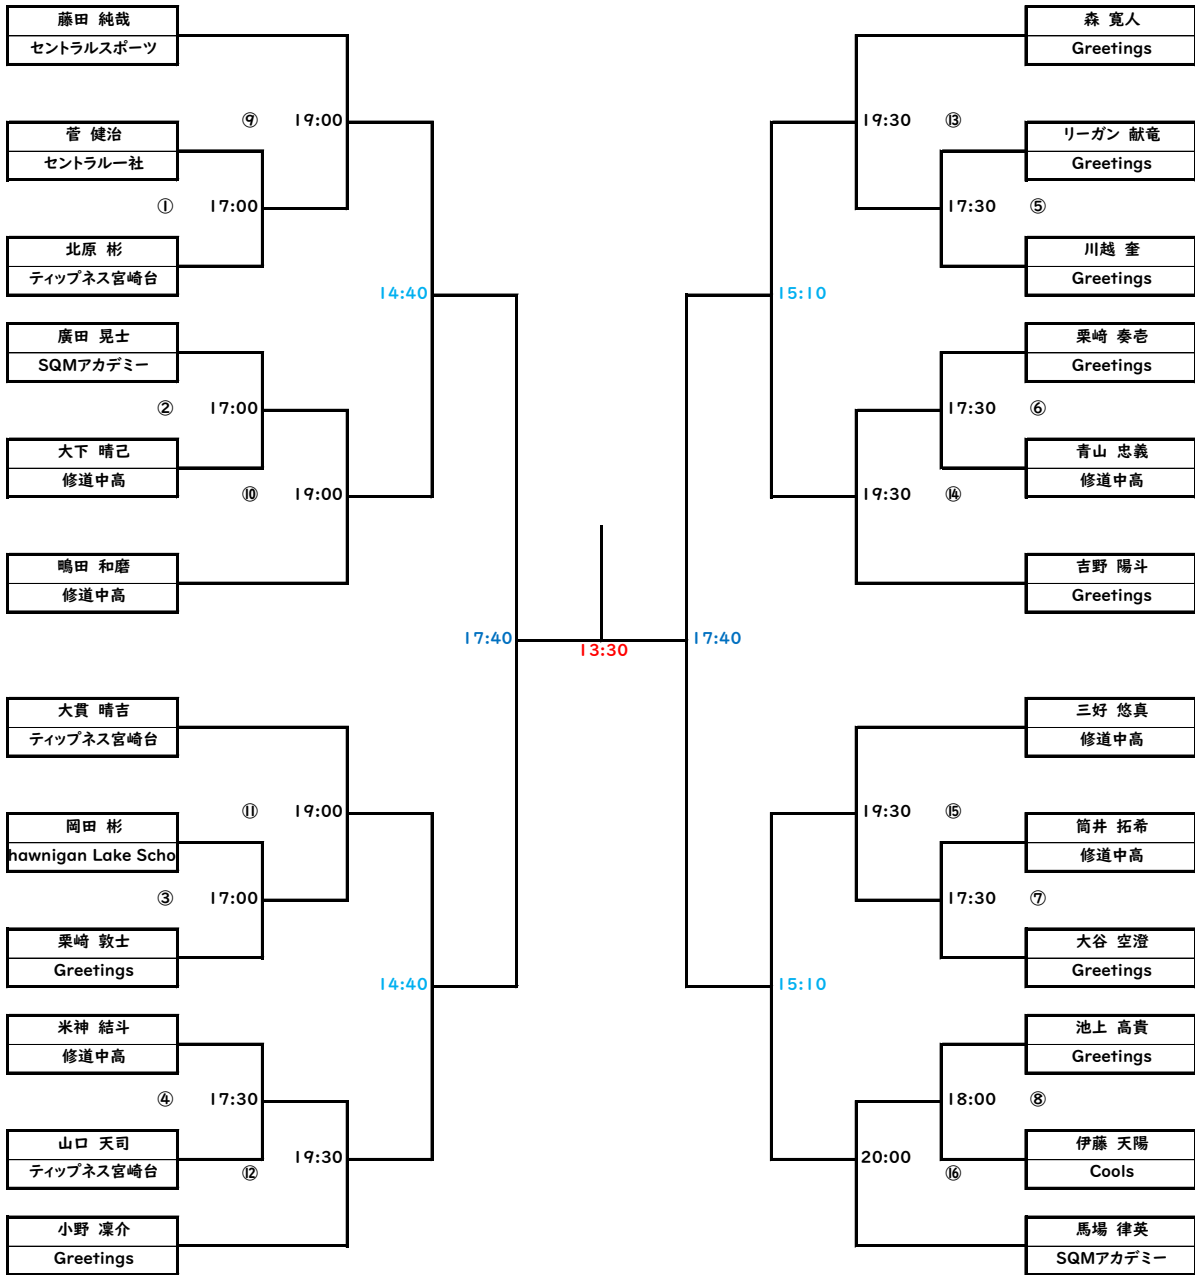 藤田 純哉
セントラルスポーツ
⑨ 19:00
菅 健治
セントラル一社
① 17:00
北原 彬
ティップネス宮崎台
14:40
廣田 晃士
SQMアカデミー
② 17:00
大下 晴己
修道中高
⑩ 19:00
鴫田 和磨
修道中高
17:40
大貫 晴吉
ティップネス宮崎台
⑪ 19:00
岡田 彬
hawnigan Lake Scho
③ 17:00
栗﨑 敦士
Greetings
14:40
米神 結斗
修道中高
④ 17:30
山口 天司
ティップネス宮崎台
⑫ 19:30
小野 凜介
Greetings
13:30
森 寛人
Greetings
19:30 ⑬
リーガン 献竜
Greetings
17:30 ⑤
川越 奎
Greetings
15:10
栗﨑 奏壱
Greetings
17:30 ⑥
青山 忠義
修道中高
19:30 ⑭
吉野 陽斗
Greetings
17:40
三好 悠真
修道中高
19:30 ⑮
筒井 拓希
修道中高
17:30 ⑦
大谷 空澄
Greetings
15:10
池上 高貴
Greetings
18:00 ⑧
伊藤 天陽
Cools
20:00 ⑯
馬場 律英
SQMアカデミー